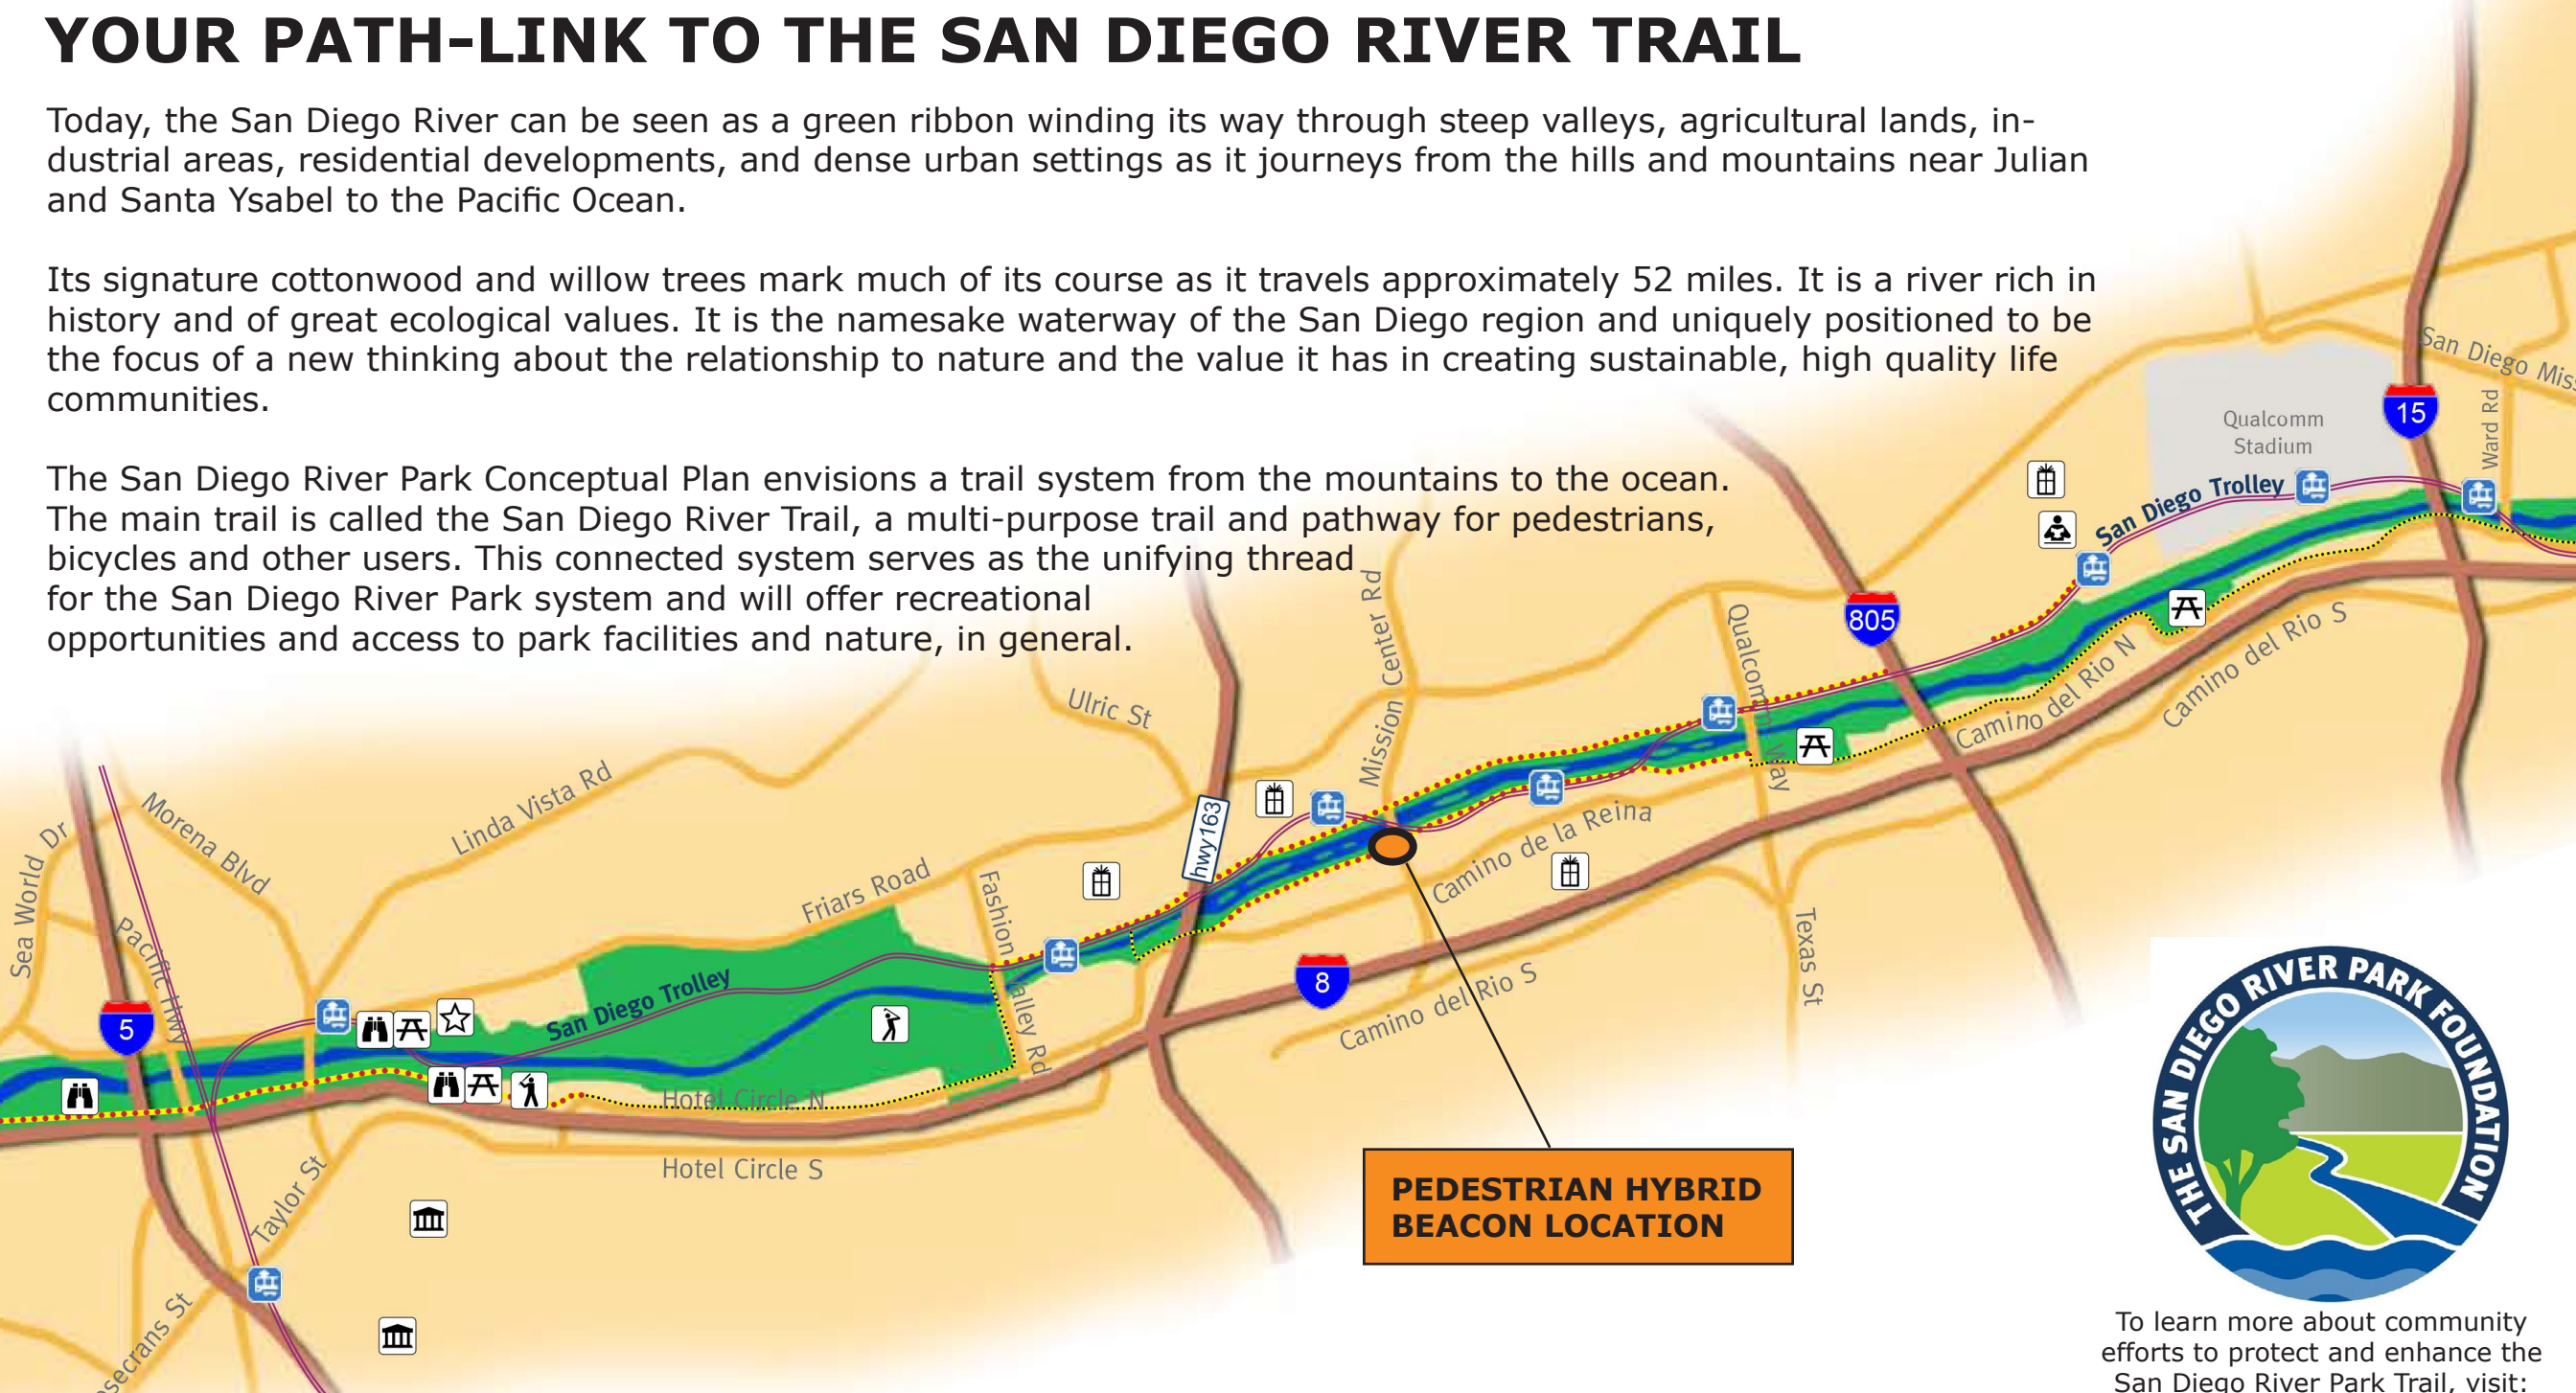 YOUR PATH-LINK TO THE SAN DIEGO RIVER TRAIL
Today, the San Diego River can be seen as a green ribbon winding its way through steep valleys, agricultural lands, in-
dustrial areas, residential developments, and dense urban settings as it journeys from the hills and mountains near Julian
and Santa Ysabel to the Pacific Ocean.
Its signature cottonwood and willow trees mark much of its course as it travels approximately 52 miles. It is a river rich in
history and of great ecological values. It is the namesake waterway of the San Diego region and uniquely positioned to be
the focus of a new thinking about the relationship to nature and the value it has in creating sustainable, high quality life
communities.
The San Diego River Park Conceptual Plan envisions a trail system from the mountains to the ocean.
The main trail is called the San Diego River Trail, a multi-purpose trail and pathway for pedestrians,
bicycles and other users. This connected system serves as the unifying thread
for the San Diego River Park system and will offer recreational
opportunities and access to park facilities and nature, in general.
San Diego Miss
15
Ward Rd
Qualcomm
Stadium
San Diego Trolley
805
Qualcomm Way
Mission Center Rd
Ulric St
Camino del Rio N
Camino del Rio S
Linda Vista Rd
Morena Blvd
Sea World Dr
Pacific Hwy
Friars Road
Fashion Valley Rd
hwy163
Camino de la Reina
Texas St
8
Camino del Rio S
San Diego Trolley
5
Hotel Circle N
Hotel Circle S
Taylor St
osecrans St
PEDESTRIAN HYBRID
BEACON LOCATION
THE SAN DIEGO RIVER PARK FOUNDATION
To learn more about community
efforts to protect and enhance the
San Diego River Park Trail, visit: